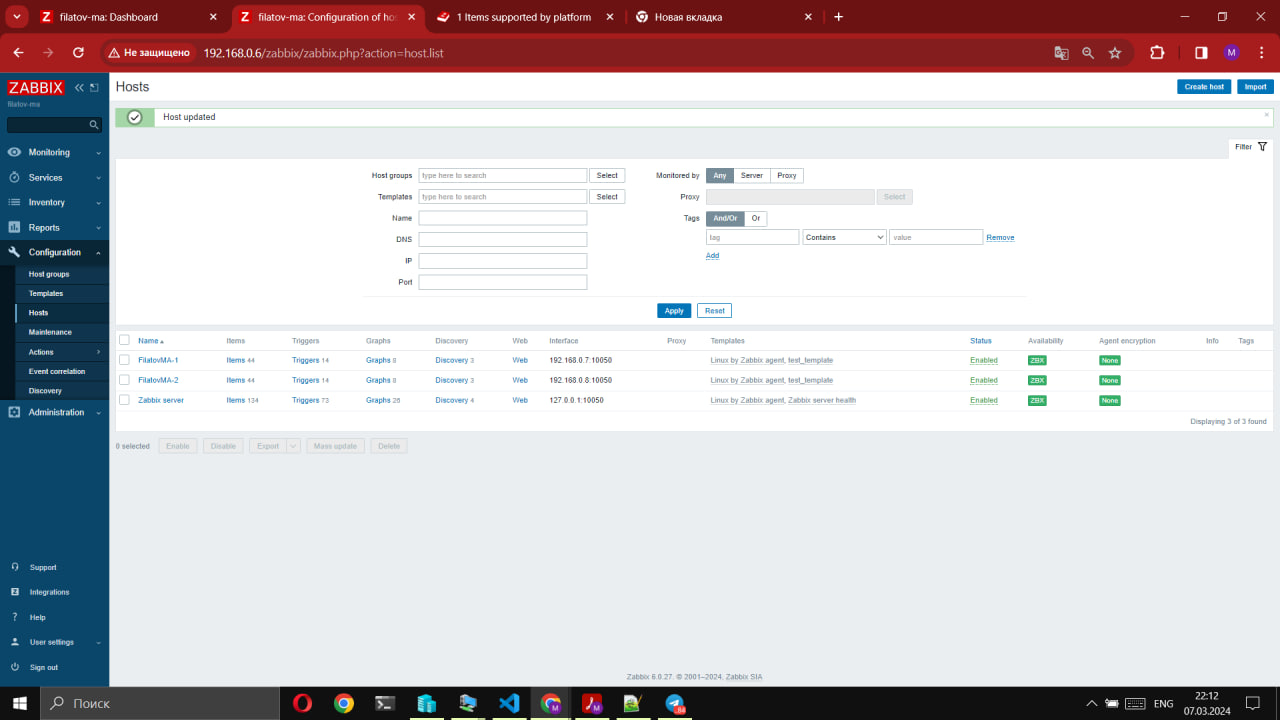 filatov-ma: Dashboard
filatov-ma: Configuration of hos
1 Items supported by platform
Новая вкладка
Не защищено
192.168.0.6/zabbix/zabbix.php?action=host.list
M
ZABBIX
filatov-ma
Monitoring
Services
Inventory
Reports
Configuration
Host groups
Templates
Hosts
Maintenance
Actions
Event correlation
Discovery
Administration
Support
Integrations
Help
User settings
Sign out
Hosts
Create host Import
Host updated
Filter
Host groups type here to search Select Monitored by Any Server Proxy
Templates type here to search Select Proxy Select
Name Tags And/Or Or
DNS tag Contains value Remove
IP Add
Port
Apply Reset
Name Items Triggers Graphs Discovery Web Interface Proxy Templates Status Availability Agent encryption Info Tags
FilatovMA-1 Items 44 Triggers 14 Graphs 8 Discovery 3 Web 192.168.0.7:10050 Linux by Zabbix agent, test_template Enabled ZBX None
FilatovMA-2 Items 44 Triggers 14 Graphs 8 Discovery 3 Web 192.168.0.8:10050 Linux by Zabbix agent, test_template Enabled ZBX None
Zabbix server Items 134 Triggers 73 Graphs 26 Discovery 4 Web 127.0.0.1:10050 Linux by Zabbix agent, Zabbix server health Enabled ZBX None
Displaying 3 of 3 found
0 selected Enable Disable Export Mass update Delete
Zabbix 6.0.27. © 2001–2024, Zabbix SIA
Поиск
84
ENG
22:12
07.03.2024